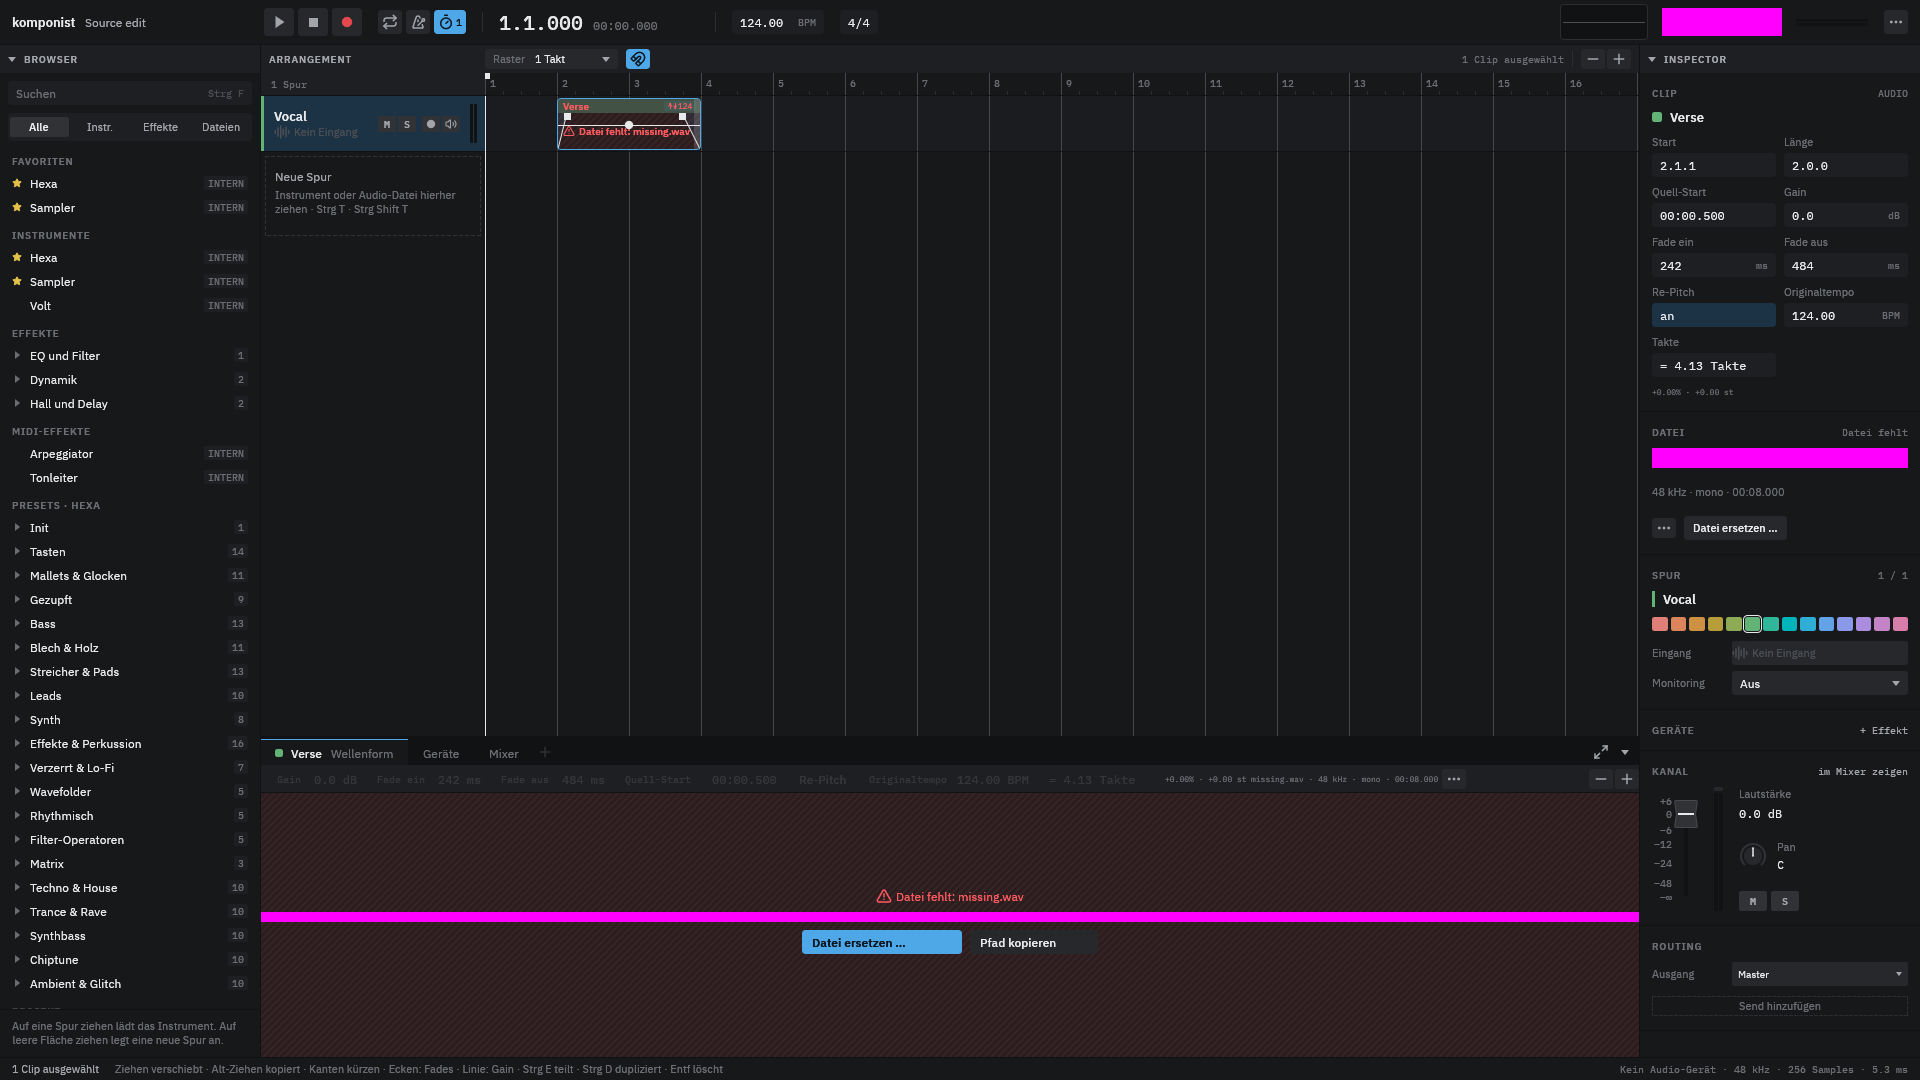 komponist Source edit
1
1.1.000 00:00.000
124.00 BPM
4/4
BROWSER
Suchen Strg F
Alle Instr. Effekte Dateien
FAVORITEN
Hexa INTERN
Sampler INTERN
INSTRUMENTE
Hexa INTERN
Sampler INTERN
Volt INTERN
EFFEKTE
EQ und Filter 1
Dynamik 2
Hall und Delay 2
MIDI-EFFEKTE
Arpeggiator INTERN
Tonleiter INTERN
PRESETS · HEXA
Init 1
Tasten 14
Mallets & Glocken 11
Gezupft 9
Bass 13
Blech & Holz 11
Streicher & Pads 13
Leads 10
Synth 8
Effekte & Perkussion 16
Verzerrt & Lo-Fi 7
Wavefolder 5
Rhythmisch 5
Filter-Operatoren 5
Matrix 3
Techno & House 10
Trance & Rave 10
Synthbass 10
Chiptune 10
Ambient & Glitch 10
Auf eine Spur ziehen lädt das Instrument. Auf
leere Fläche ziehen legt eine neue Spur an.
ARRANGEMENT
Raster 1 Takt
1 Clip ausgewählt
1 Spur
1 2 3 4 5 6 7 8 9 10 11 12 13 14 15 16
Vocal
Kein Eingang
M S
Verse 124
Datei fehlt: missing.wav
Neue Spur
Instrument oder Audio-Datei hierher
ziehen · Strg T · Strg Shift T
Verse Wellenform Geräte Mixer
Gain 0.0 dB Fade ein 242 ms Fade aus 484 ms Quell-Start 00:00.500 Re-Pitch Originaltempo 124.00 BPM = 4.13 Takte +0.00% · +0.00 st missing.wav · 48 kHz · mono · 00:08.000
Datei fehlt: missing.wav
Datei ersetzen ... Pfad kopieren
INSPECTOR
CLIP AUDIO
Verse
Start Länge
2.1.1 2.0.0
Quell-Start Gain
00:00.500 0.0 dB
Fade ein Fade aus
242 ms 484 ms
Re-Pitch Originaltempo
an 124.00 BPM
Takte
= 4.13 Takte
+0.00% · +0.00 st
DATEI Datei fehlt
48 kHz · mono · 00:08.000
Datei ersetzen ...
SPUR 1 / 1
Vocal
Eingang Kein Eingang
Monitoring Aus
GERÄTE + Effekt
KANAL im Mixer zeigen
+6
0
−6
−12
−24
−48
−∞
Lautstärke
0.0 dB
Pan
C
M S
ROUTING
Ausgang Master
Send hinzufügen
1 Clip ausgewählt Ziehen verschiebt · Alt-Ziehen kopiert · Kanten kürzen · Ecken: Fades · Linie: Gain · Strg E teilt · Strg D dupliziert · Entf löscht
Kein Audio-Gerät · 48 kHz · 256 Samples · 5.3 ms